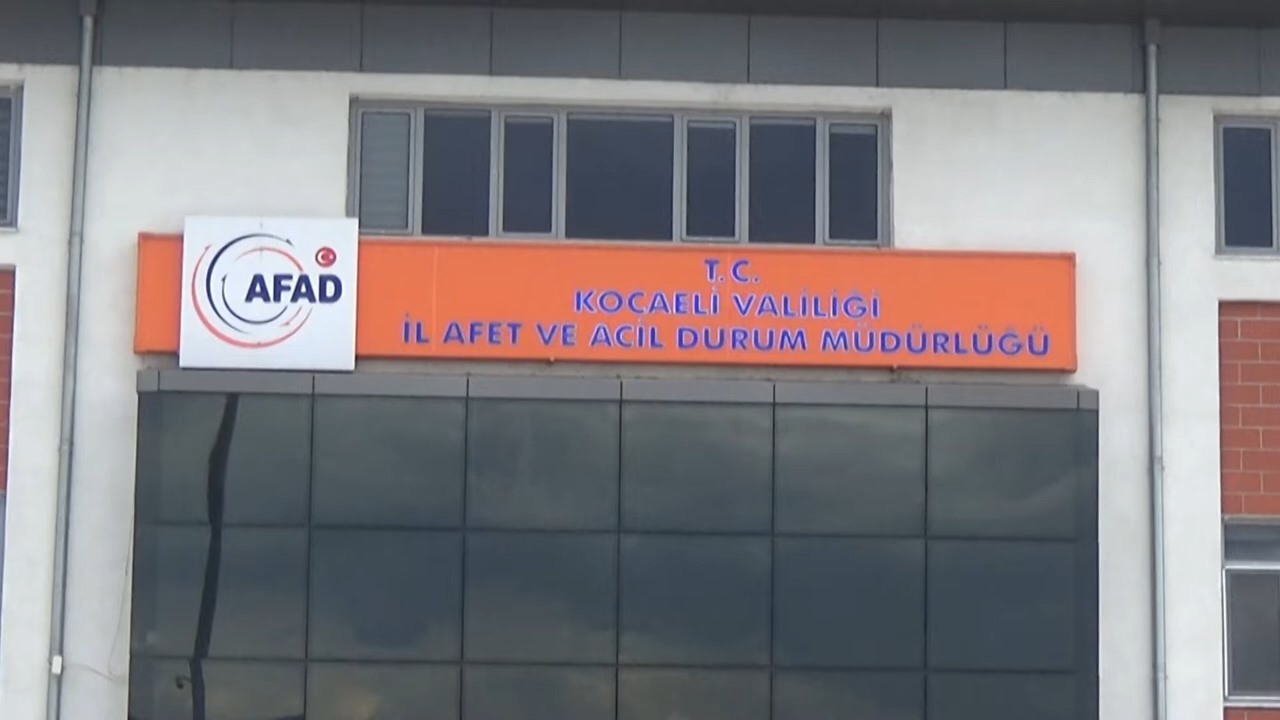 AFAD
T.C.
KOCAELİ VALİLİĞİ
İL AFET VE ACİL DURUM MÜDÜRLÜĞÜ